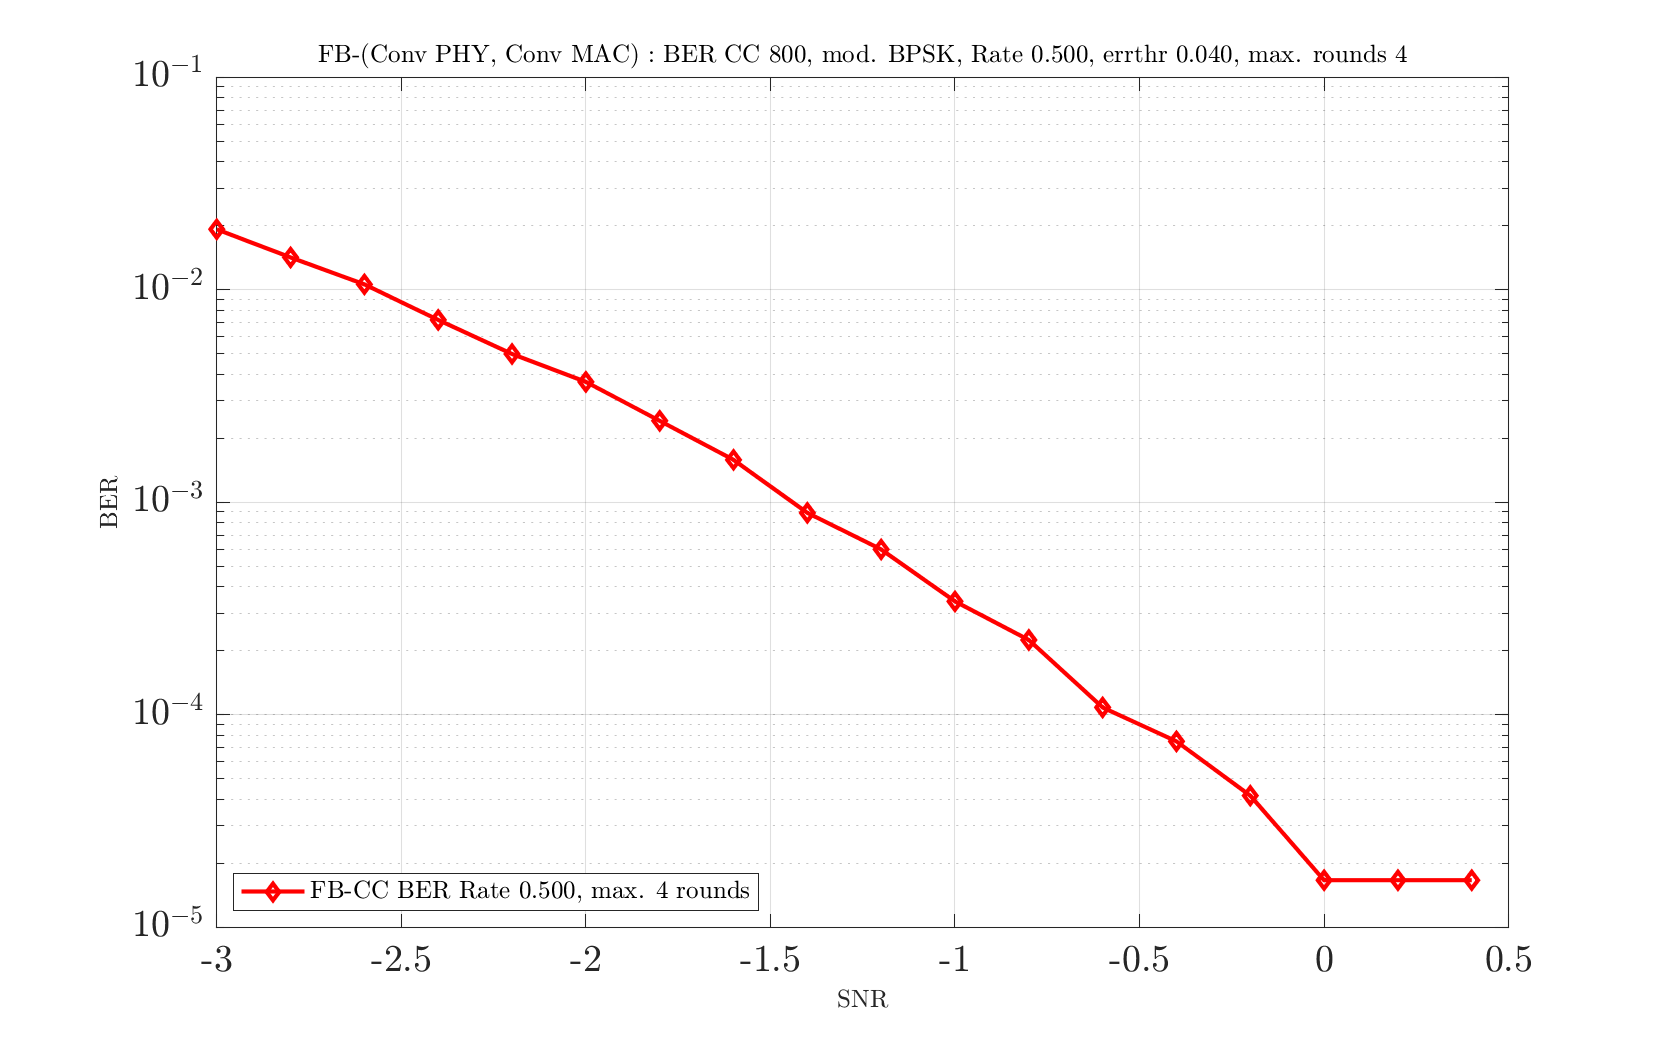 FB-(Conv PHY, Conv MAC) : BER CC 800, mod. BPSK, Rate 0.500, errthr 0.040, max. rounds 4
10^{-1}
10^{-2}
10^{-3}
10^{-4}
10^{-5}
BER
FB-CC BER Rate 0.500, max. 4 rounds
-3 -2.5 -2 -1.5 -1 -0.5 0 0.5
SNR